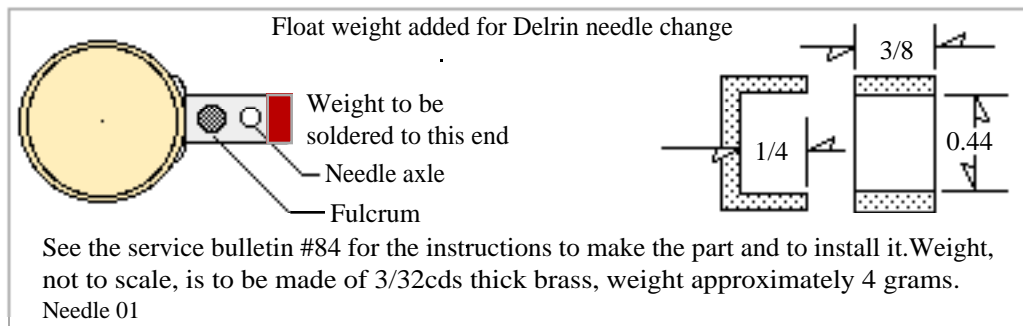 Float weight added for Delrin needle change
3/8
Weight to be
soldered to this end
1/4
0.44
Needle axle
Fulcrum
See the service bulletin #84 for the instructions to make the part and to install it.Weight,
not to scale, is to be made of 3/32cds thick brass, weight approximately 4 grams.
Needle 01